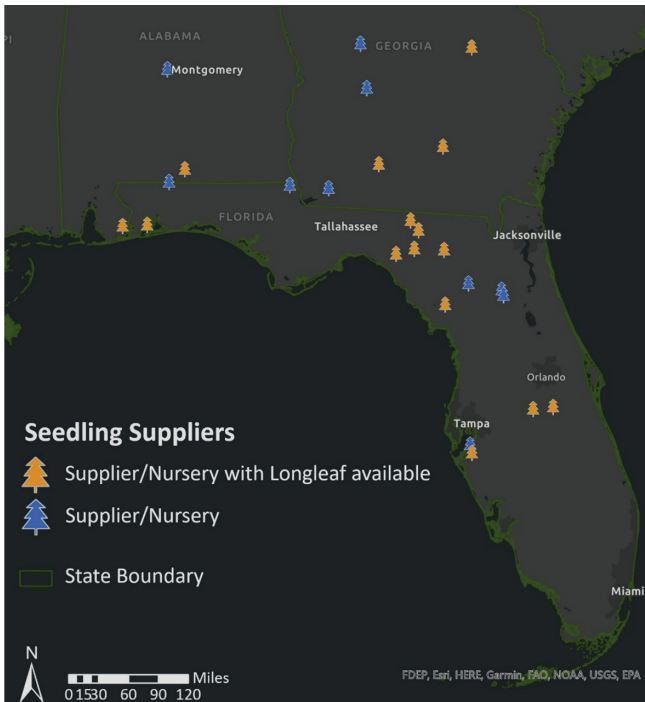 PI
ALABAMA
GEORGIA
Montgomery
FLORIDA
Tallahassee
Jacksonville
Orlando
Tampa
Seedling Suppliers
Supplier/Nursery with Longleaf available
Supplier/Nursery
State Boundary
Miami
N
Miles
0 15 30 60 90 120
FDEP, Esri, HERE, Garmin, FAO, NOAA, USGS, EPA